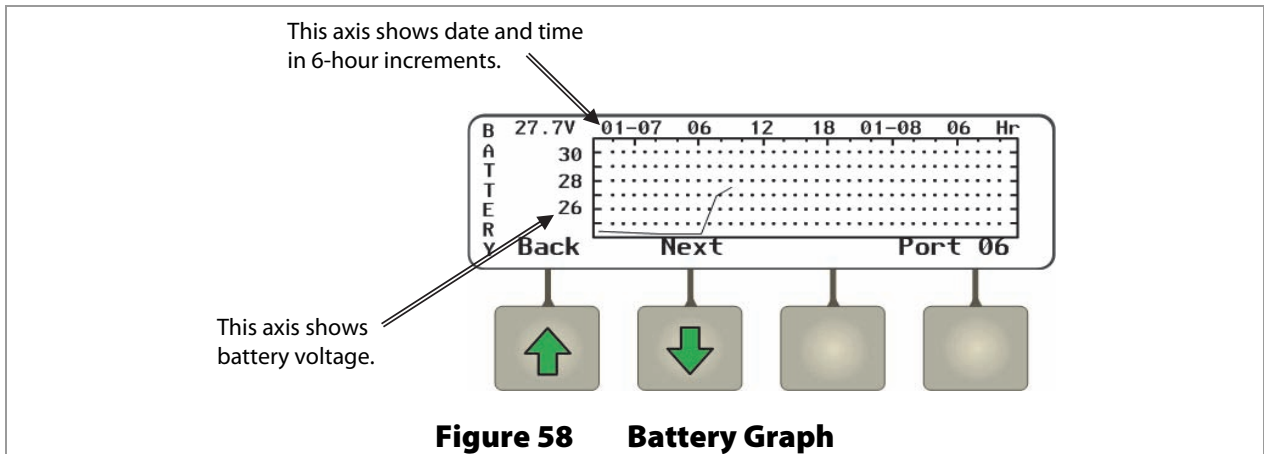 This axis shows date and time
in 6-hour increments.
BATTERY
27.7V 01-07 06 12 18 01-08 06 Hr
30
28
26
Back Next Port 06
This axis shows
battery voltage.
Figure 58 Battery Graph